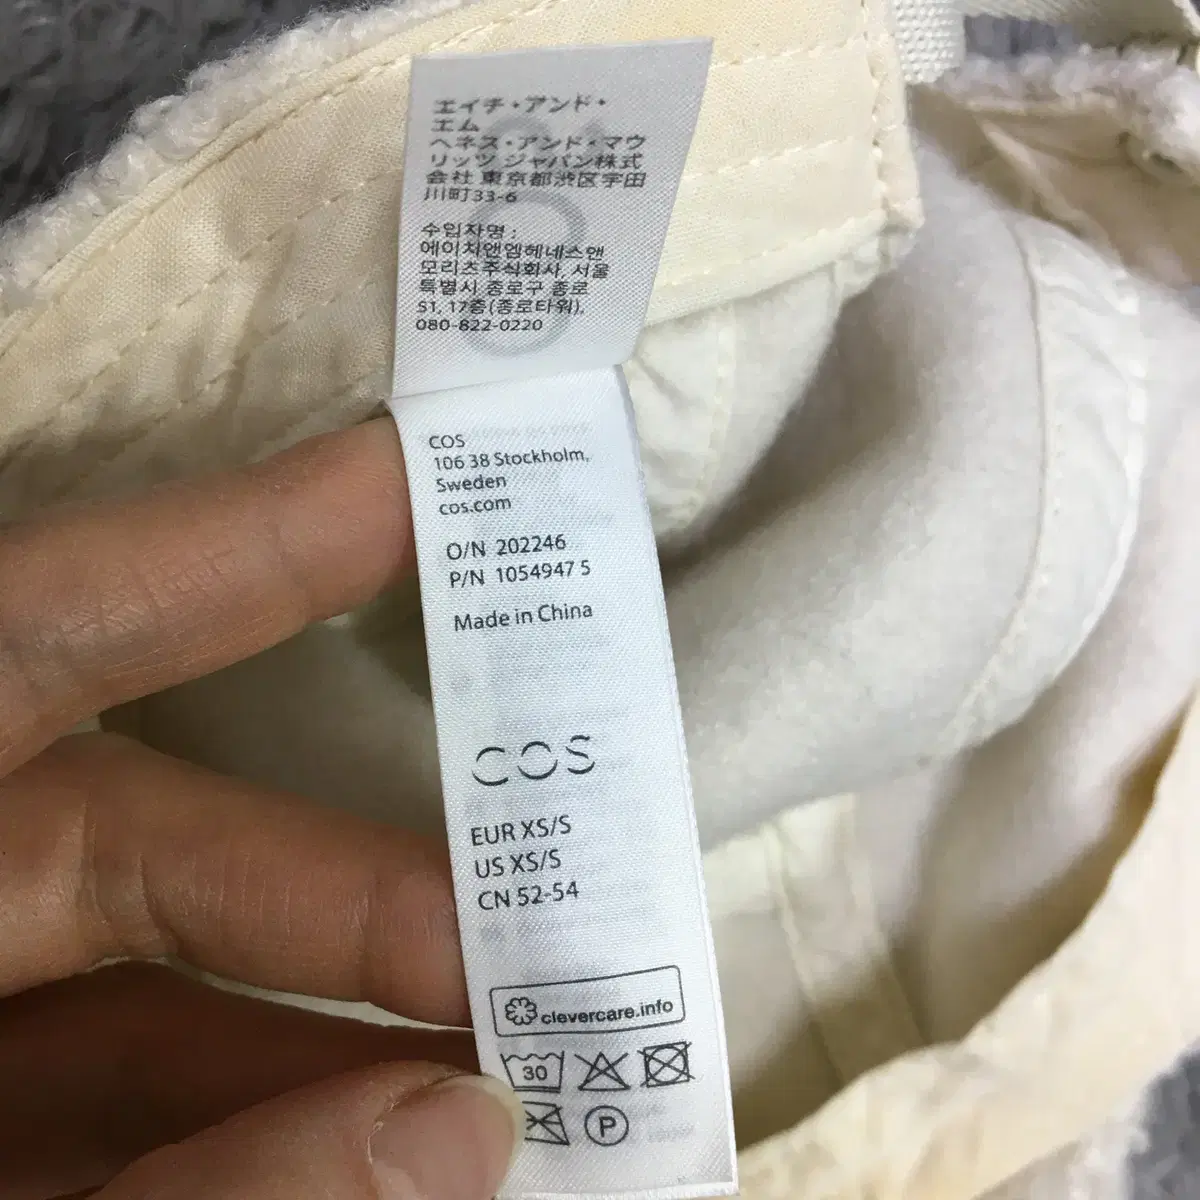 エイチ・アンド・
エム
ヘネス・アンド・マウ
リッツ ジャパン株式
会社 東京都渋区宇田
川町33-6
수입자명 :
에이치앤엠헤네스앤
모리츠주식회사, 서울
특별시 종로구 종로
51, 17층(종로타워),
080-822-0220
COS
106 38 Stockholm,
Sweden
cos.com
O/N 202246
P/N 1054947 5
Made in China
COS
EUR XS/S
US XS/S
CN 52-54
clevercare.info
30
P